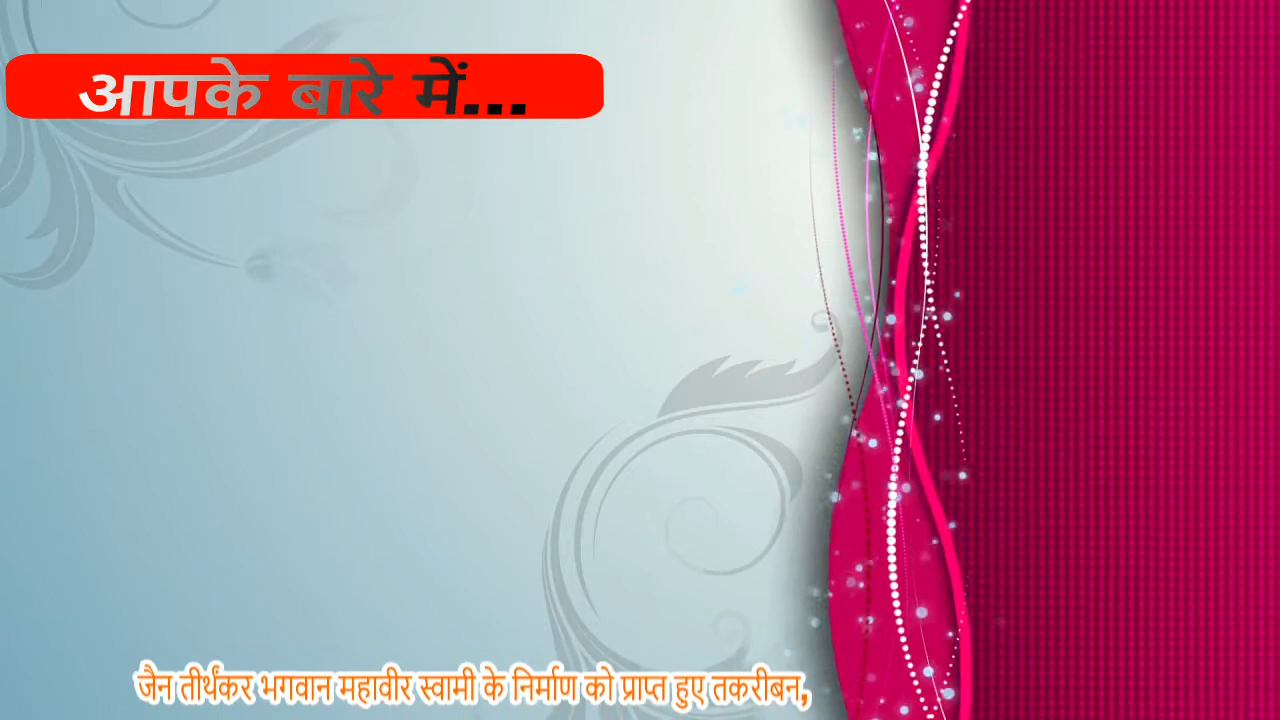 आपके बारे में...
जैन तीर्थंकर भगवान महावीर स्वामी के निर्माण को प्राप्त हुए तकरीबन,